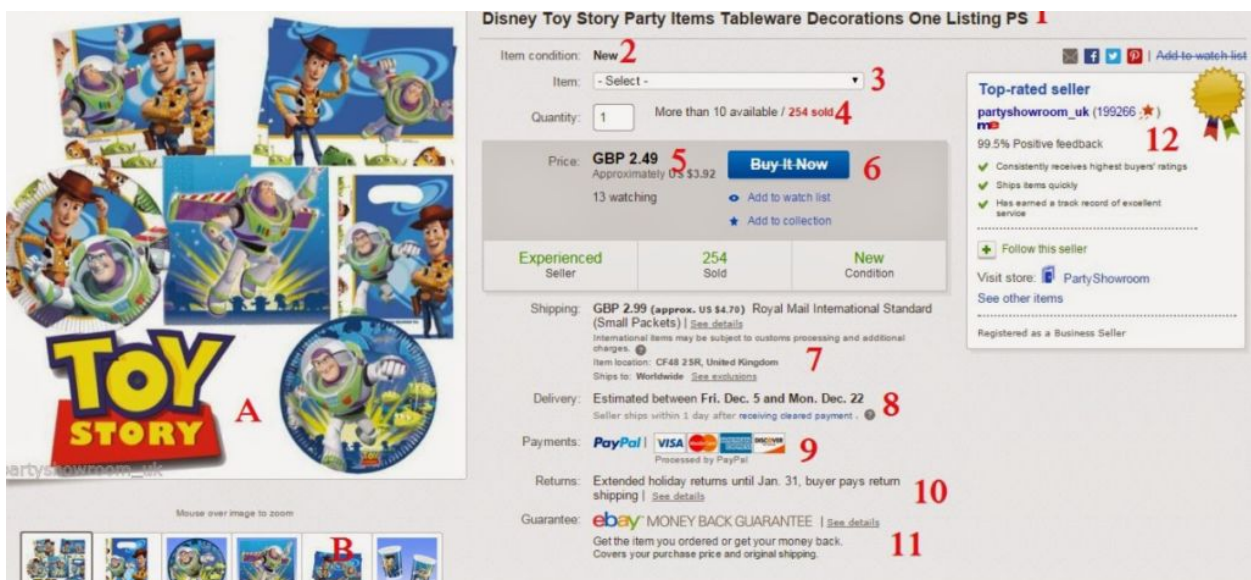 Disney Toy Story Party Items Tableware Decorations One Listing PS 1
Item condition: New 2
Add to watch list
Item: - Select - 3
Quantity: 1 More than 10 available / 254 sold 4
Price: GBP 2.49 5
Approximately US $3.92
Buy It Now 6
13 watching
Add to watch list
Add to collection
Experienced
Seller
254
Sold
New
Condition
Shipping: GBP 2.99 (approx. US $4.70) Royal Mail International Standard
(Small Packets) | See details
International items may be subject to customs processing and additional
charges.
Item location: CF48 2SR, United Kingdom
Ships to: Worldwide See exclusions
7
Delivery: Estimated between Fri. Dec. 5 and Mon. Dec. 22 8
Seller ships within 1 day after receiving cleared payment .
Payments: PayPal | VISA MasterCard AMERICAN EXPRESS DISCOVER 9
Processed by PayPal
Returns: Extended holiday returns until Jan. 31, buyer pays return 10
shipping | See details
Guarantee: ebay MONEY BACK GUARANTEE | See details
Get the item you ordered or get your money back.
Covers your purchase price and original shipping.
11
Top-rated seller
partyshowroom_uk (199266 )
me
12
99.5% Positive feedback
Consistently receives highest buyers' ratings
Ships items quickly
Has earned a track record of excellent
service
Follow this seller
Visit store: PartyShowroom
See other items
Registered as a Business Seller
TOY
STORY
A
partyshowroom_uk
Mouse over image to zoom
B